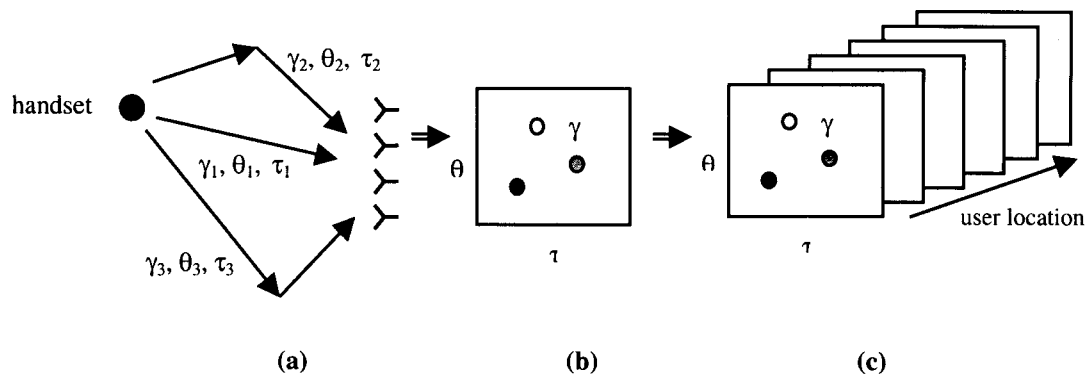 handset
γ2, θ2, τ2
γ1, θ1, τ1
γ3, θ3, τ3
(a)
γ
θ
τ
(b)
γ
θ
τ
user location
(c)